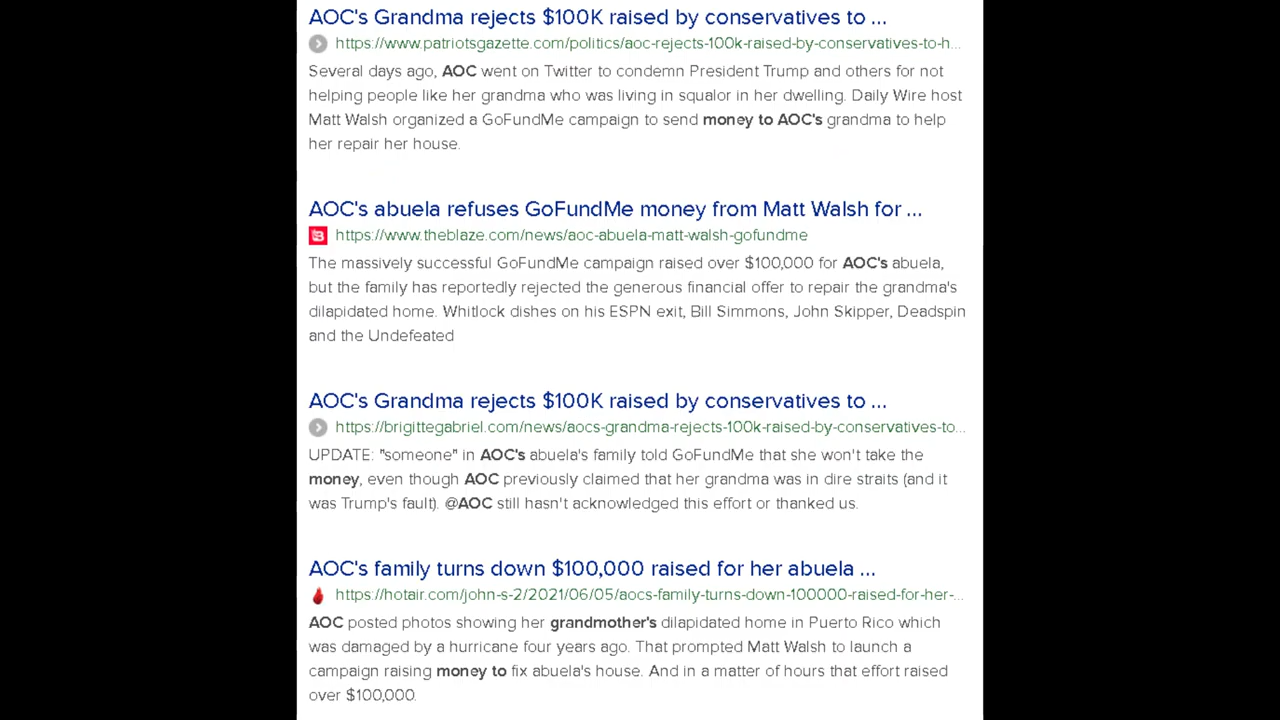 AOC's Grandma rejects $100K raised by conservatives to ...
https://www.patriotsgazette.com/politics/aoc-rejects-100k-raised-by-conservatives-to-h...
Several days ago, AOC went on Twitter to condemn President Trump and others for not
helping people like her grandma who was living in squalor in her dwelling. Daily Wire host
Matt Walsh organized a GoFundMe campaign to send money to AOC's grandma to help
her repair her house.
AOC's abuela refuses GoFundMe money from Matt Walsh for ...
https://www.theblaze.com/news/aoc-abuela-matt-walsh-gofundme
The massively successful GoFundMe campaign raised over $100,000 for AOC's abuela,
but the family has reportedly rejected the generous financial offer to repair the grandma's
dilapidated home. Whitlock dishes on his ESPN exit, Bill Simmons, John Skipper, Deadspin
and the Undefeated
AOC's Grandma rejects $100K raised by conservatives to ...
https://brigittegabriel.com/news/aocs-grandma-rejects-100k-raised-by-conservatives-to...
UPDATE: "someone" in AOC's abuela's family told GoFundMe that she won't take the
money, even though AOC previously claimed that her grandma was in dire straits (and it
was Trump's fault). @AOC still hasn't acknowledged this effort or thanked us.
AOC's family turns down $100,000 raised for her abuela ...
https://hotair.com/john-s-2/2021/06/05/aocs-family-turns-down-100000-raised-for-her-...
AOC posted photos showing her grandmother's dilapidated home in Puerto Rico which
was damaged by a hurricane four years ago. That prompted Matt Walsh to launch a
campaign raising money to fix abuela's house. And in a matter of hours that effort raised
over $100,000.